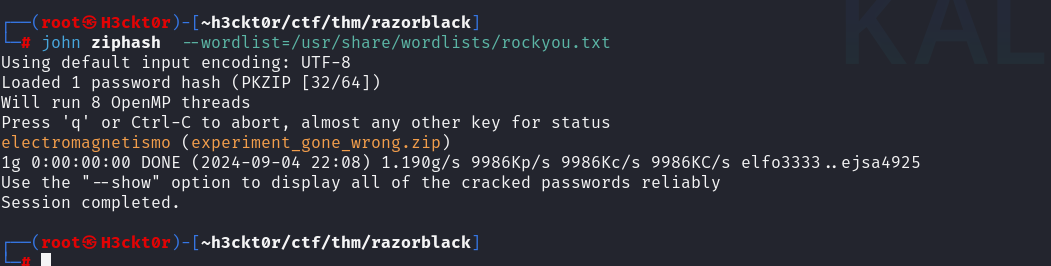 ┌──(root㉿H3ckt0r)-[~h3ckt0r/ctf/thm/razorblack]
└─# john ziphash  --wordlist=/usr/share/wordlists/rockyou.txt
Using default input encoding: UTF-8
Loaded 1 password hash (PKZIP [32/64])
Will run 8 OpenMP threads
Press 'q' or Ctrl-C to abort, almost any other key for status
electromagnetismo (experiment_gone_wrong.zip)
1g 0:00:00:00 DONE (2024-09-04 22:08) 1.190g/s 9986Kp/s 9986Kc/s 9986KC/s elfo3333..ejsa4925
Use the "--show" option to display all of the cracked passwords reliably
Session completed.
┌──(root㉿H3ckt0r)-[~h3ckt0r/ctf/thm/razorblack]
└─#
KAL